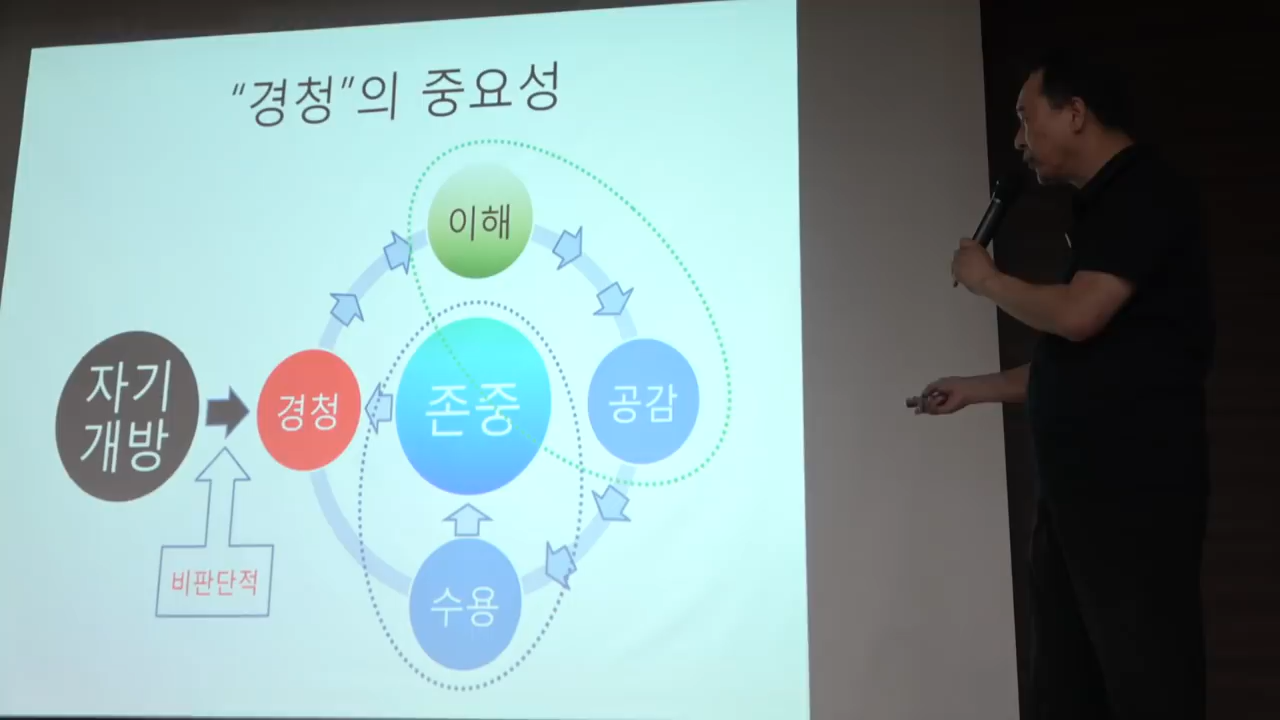 “경청”의 중요성
이해
자기
개방
경청
존중
공감
비판단적
수용